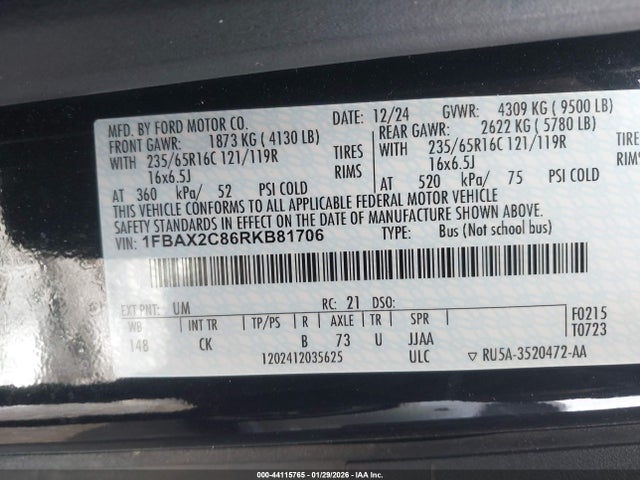 MFD. BY FORD MOTOR CO. DATE: 12/24 GVWR: 4309 KG ( 9500 LB)
FRONT GAWR: 1873 KG ( 4130 LB) REAR GAWR: 2622 KG ( 5780 LB)
WITH 235/65R16C 121/119R TIRES WITH 235/65R16C 121/119R TIRES
16x6.5J RIMS 16x6.5J RIMS
AT 360 kPa/ 52 PSI COLD AT 520 kPa/ 75 PSI COLD
THIS VEHICLE CONFORMS TO ALL APPLICABLE FEDERAL MOTOR VEHICLE
SAFETY STANDARDS IN EFFECT ON THE DATE OF MANUFACTURE SHOWN ABOVE.
VIN: 1FBAX2C86RKB81706 TYPE: Bus (Not school bus)
EXT PNT: UM RC: 21 DSO: F0215
WB INT TR TP/PS R AXLE TR SPR T0723
148 CK B 73 U JJAA
1202412035625 ULC ▽ RU5A-3520472-AA
000-44115765 - 01/29/2026 - IAAI Inc.